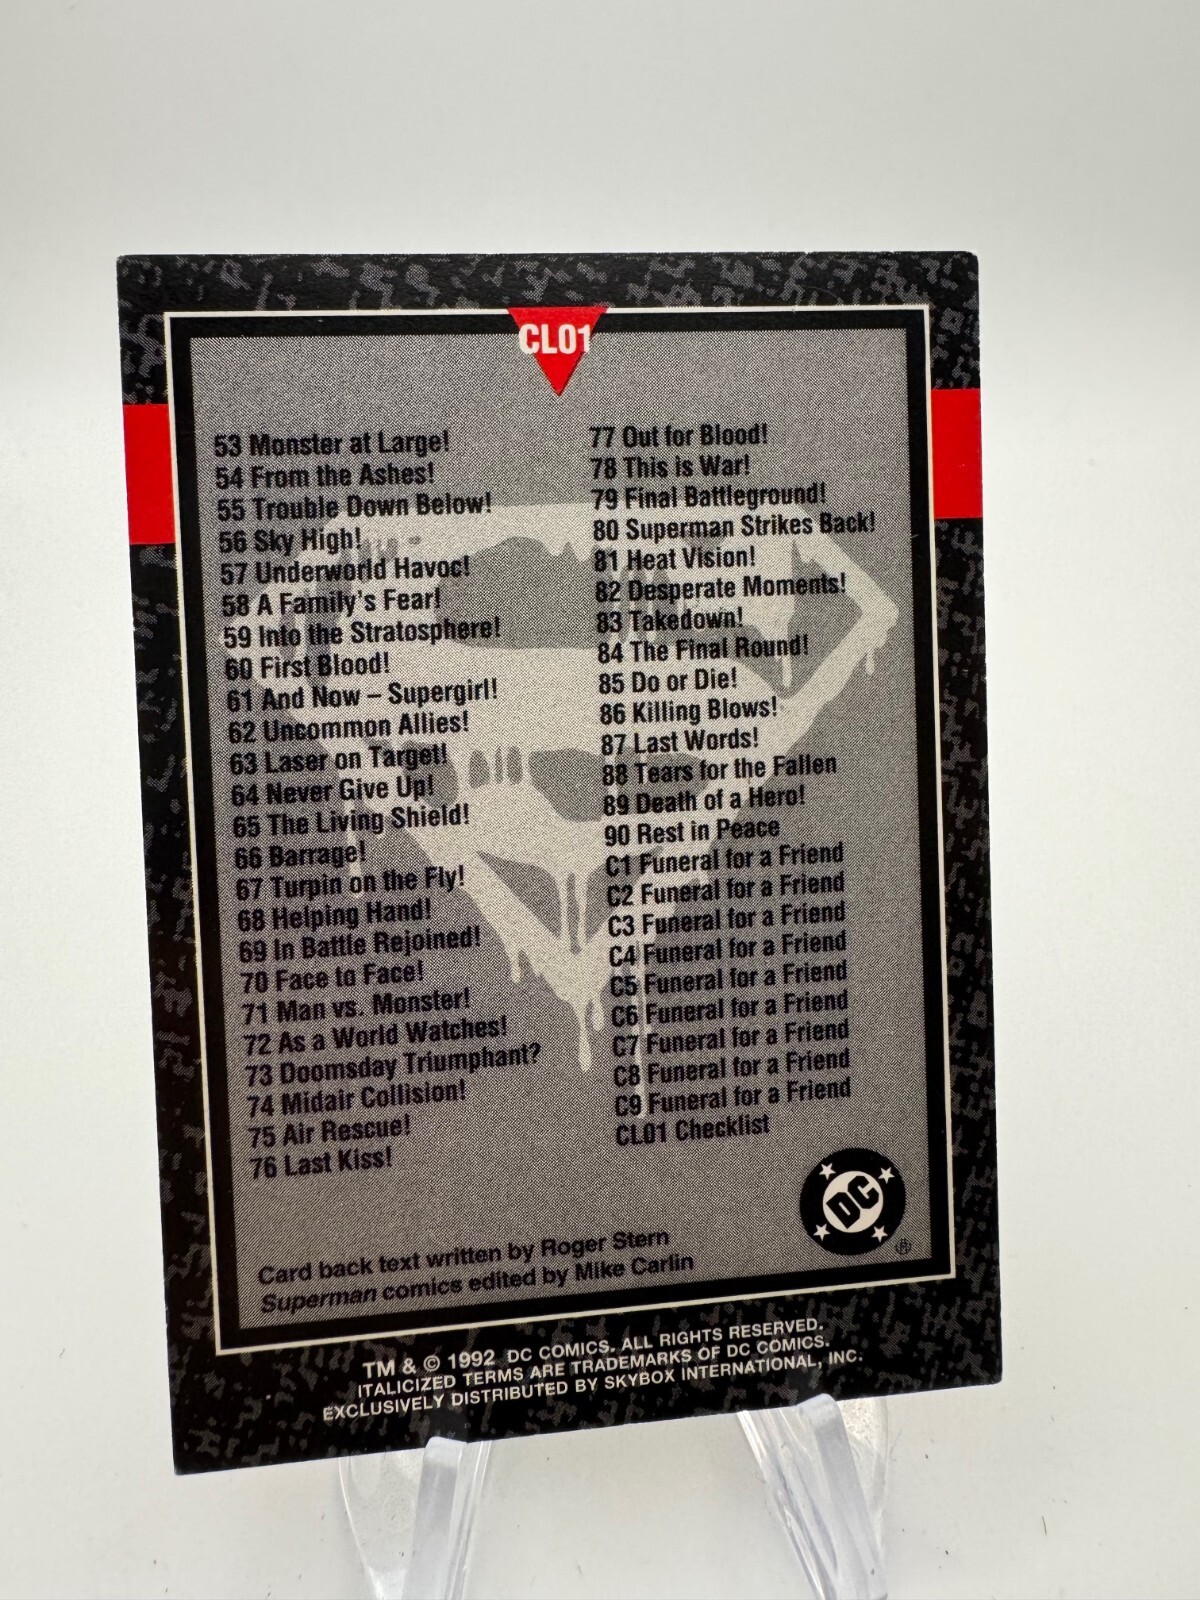 CL01
53 Monster at Large!
54 From the Ashes!
55 Trouble Down Below!
56 Sky High!
57 Underworld Havoc!
58 A Family's Fear!
59 Into the Stratosphere!
60 First Blood!
61 And Now – Supergirl!
62 Uncommon Allies!
63 Laser on Target!
64 Never Give Up!
65 The Living Shield!
66 Barrage!
67 Turpin on the Fly!
68 Helping Hand!
69 In Battle Rejoined!
70 Face to Face!
71 Man vs. Monster!
72 As a World Watches!
73 Doomsday Triumphant?
74 Midair Collision!
75 Air Rescue!
76 Last Kiss!
77 Out for Blood!
78 This is War!
79 Final Battleground!
80 Superman Strikes Back!
81 Heat Vision!
82 Desperate Moments!
83 Takedown!
84 The Final Round!
85 Do or Die!
86 Killing Blows!
87 Last Words!
88 Tears for the Fallen
89 Death of a Hero!
90 Rest in Peace
C1 Funeral for a Friend
C2 Funeral for a Friend
C3 Funeral for a Friend
C4 Funeral for a Friend
C5 Funeral for a Friend
C6 Funeral for a Friend
C7 Funeral for a Friend
C8 Funeral for a Friend
C9 Funeral for a Friend
CL01 Checklist
DC
®
Card back text written by Roger Stern
Superman comics edited by Mike Carlin
TM & © 1992 DC COMICS. ALL RIGHTS RESERVED.
ITALICIZED TERMS ARE TRADEMARKS OF DC COMICS.
EXCLUSIVELY DISTRIBUTED BY SKYBOX INTERNATIONAL, INC.